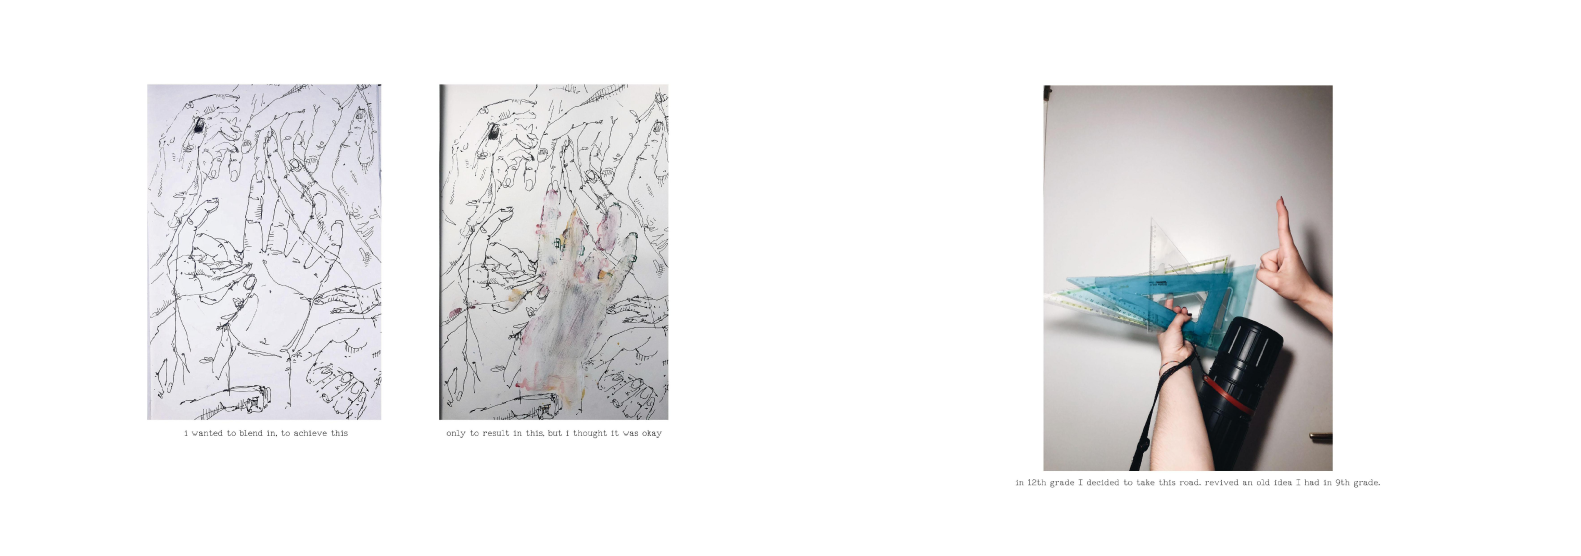 i wanted to blend in, to achieve this
only to result in this, but i thought it was okay
in 12th grade I decided to take this road. revived an old idea I had in 9th grade.